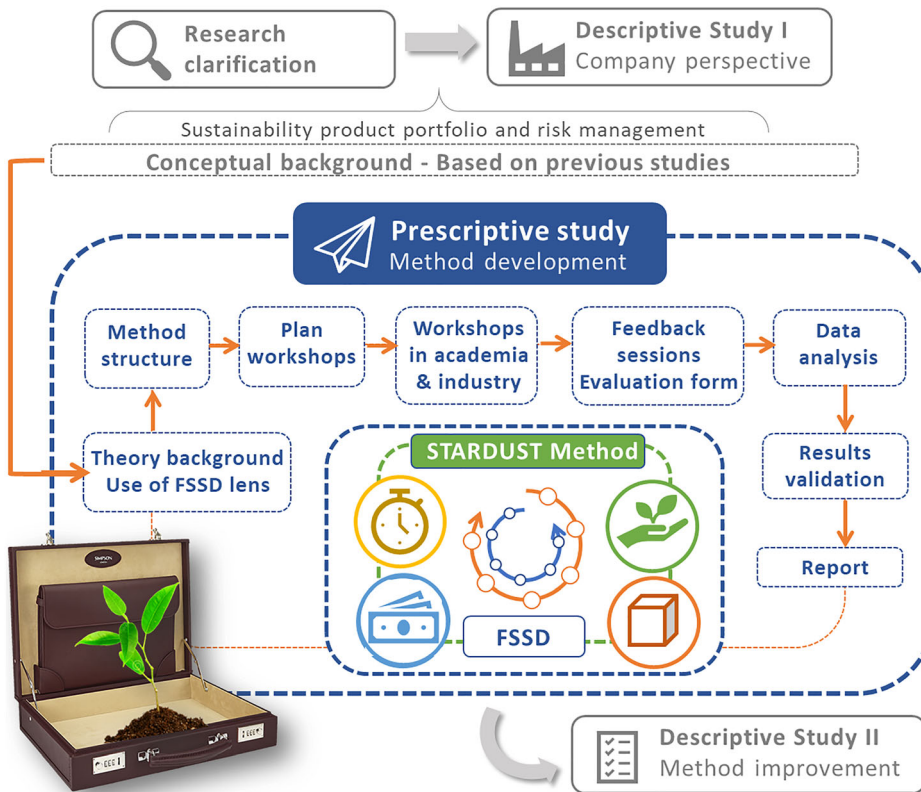 Research
clarification
Descriptive Study I
Company perspective
Sustainability product portfolio and risk management
Conceptual background - Based on previous studies
Prescriptive study
Method development
Method
structure
Plan
workshops
Workshops
in academia
& industry
Feedback
sessions
Evaluation form
Data
analysis
Theory background
Use of FSSD lens
STARDUST Method
Results
validation
Report
FSSD
SIMPSON
Descriptive Study II
Method improvement